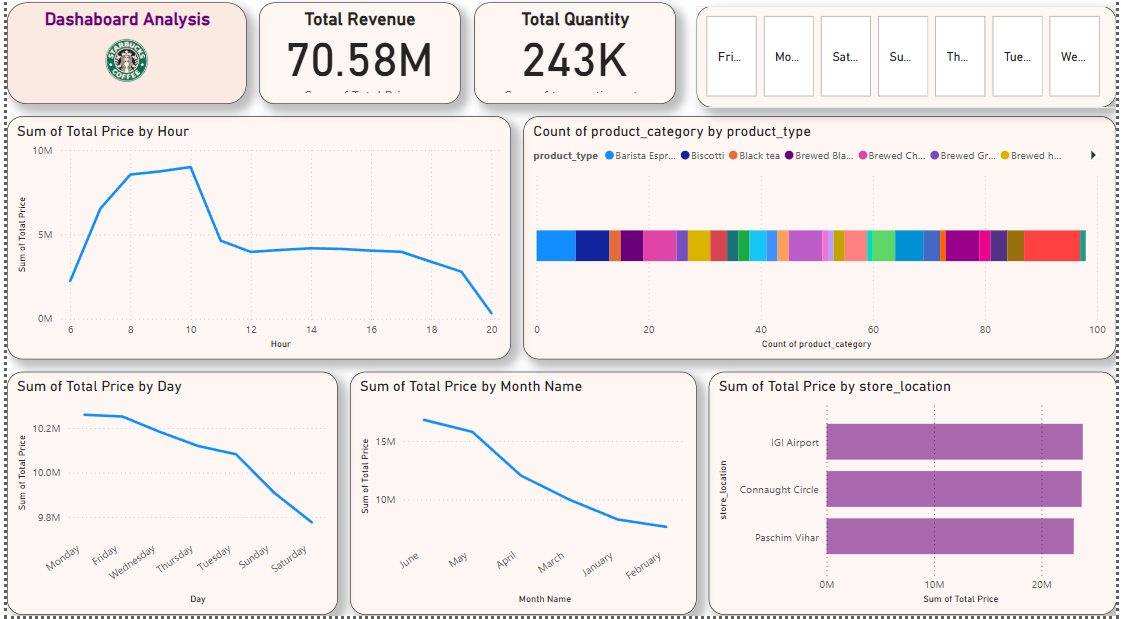 Dashaboard Analysis
STARBUCKS
COFFEE
Total Revenue
70.58M
Total Quantity
243K
Fri...
Mo...
Sat...
Su...
Th...
Tue...
We...
Sum of Total Price by Hour
Sum of Total Price
10M
5M
0M
6 8 10 12 14 16 18 20
Hour
Count of product_category by product_type
product_type Barista Espr... Biscotti Black tea Brewed Bla... Brewed Ch... Brewed Gr... Brewed h...
0 20 40 60 80 100
Count of product_category
Sum of Total Price by Day
Sum of Total Price
10.2M
10.0M
9.8M
Monday Friday Wednesday Thursday Tuesday Sunday Saturday
Day
Sum of Total Price by Month Name
Sum of Total Price
15M
10M
June May April March January February
Month Name
Sum of Total Price by store_location
store_location
IGI Airport
Connaught Circle
Paschim Vihar
0M 10M 20M
Sum of Total Price